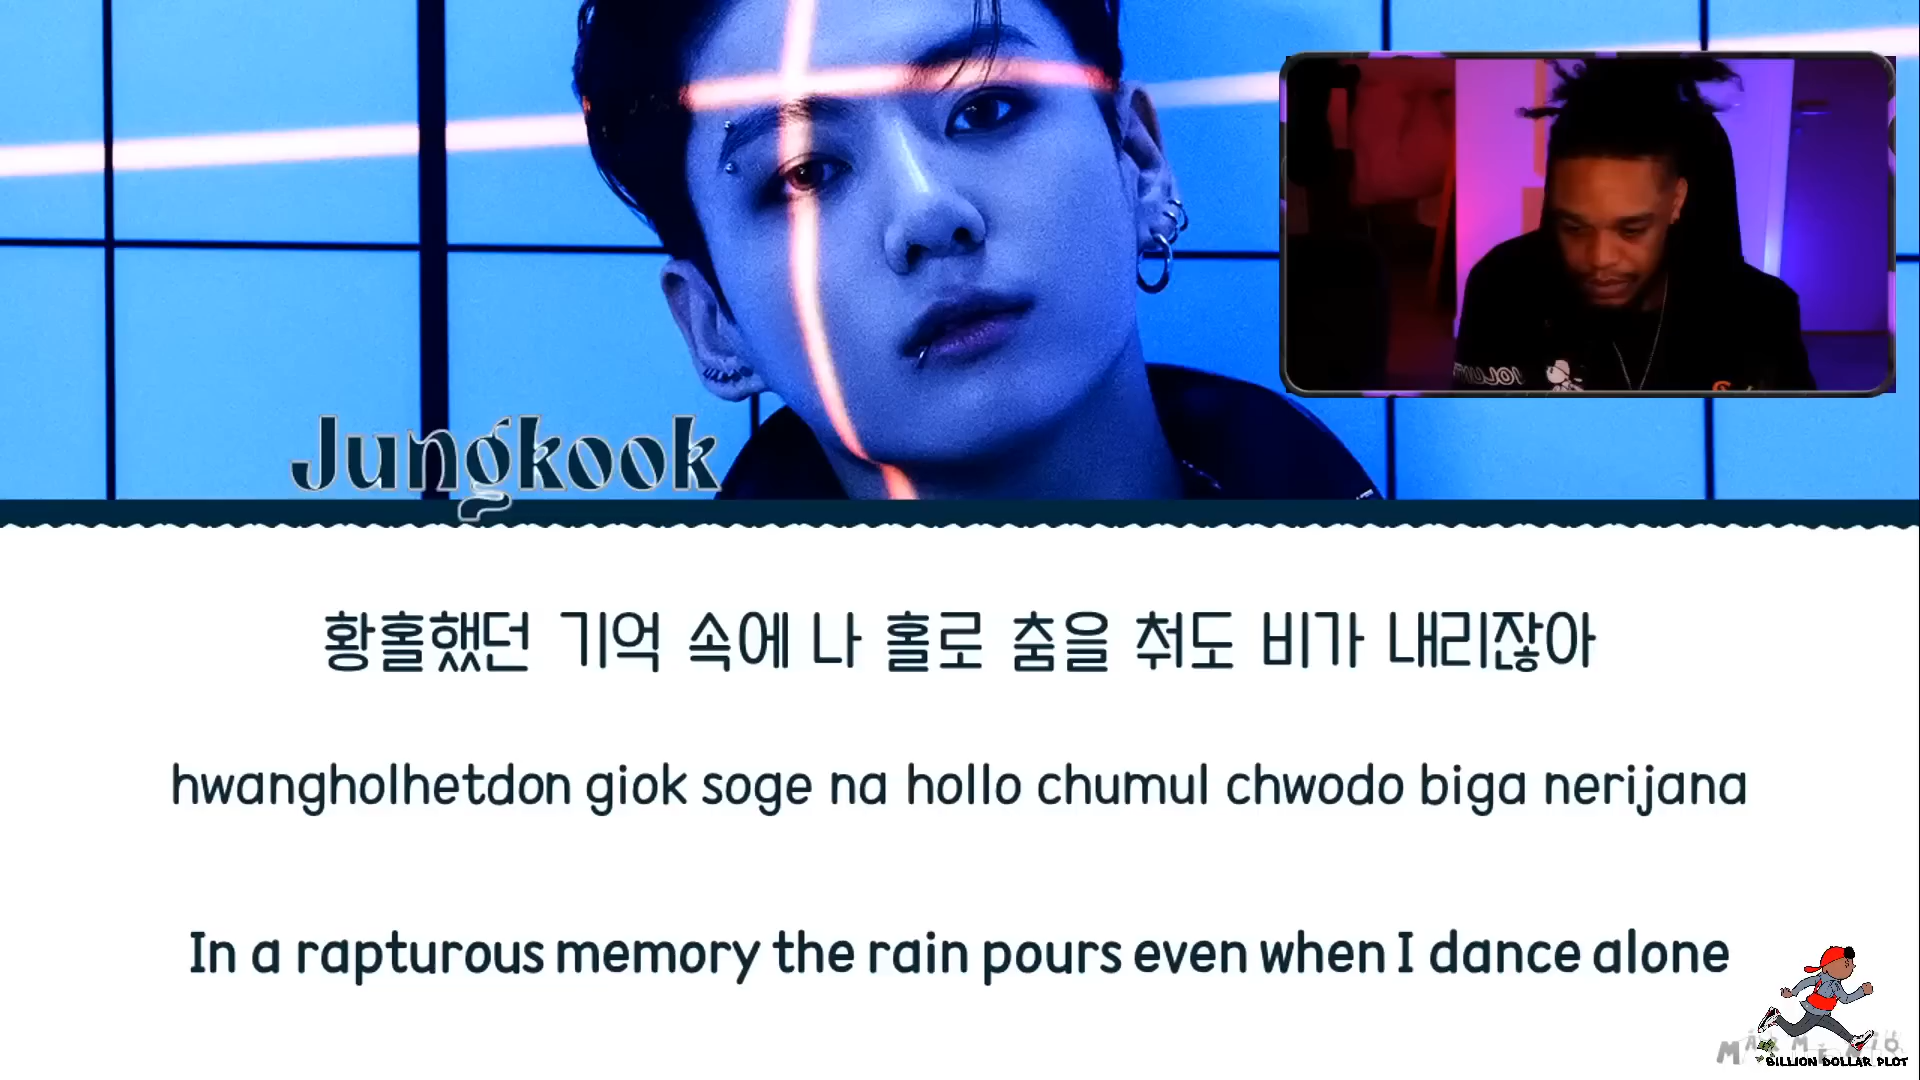 Jungkook
황홀했던 기억 속에 나 홀로 춤을 춰도 비가 내리잖아
hwangholhetdon giok soge na hollo chumul chwodo biga nerijana
In a rapturous memory the rain pours even when I dance alone
BILLION DOLLAR PLOT